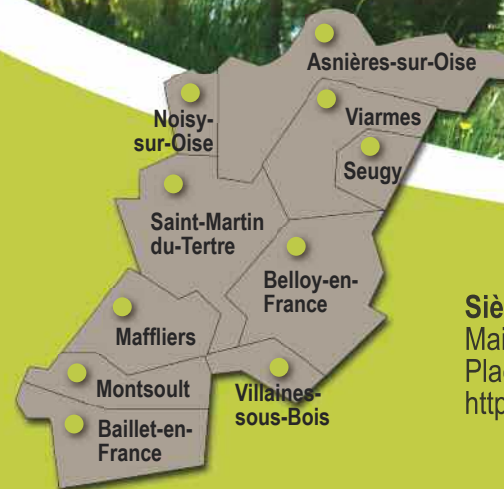 Asnières-sur-Oise
Noisy-
sur-Oise
Viarmes
Seugy
Saint-Martin
du-Tertre
Belloy-en-
France
Maffliers
Montsoult
Villaines-
sous-Bois
Baillet-en-
France